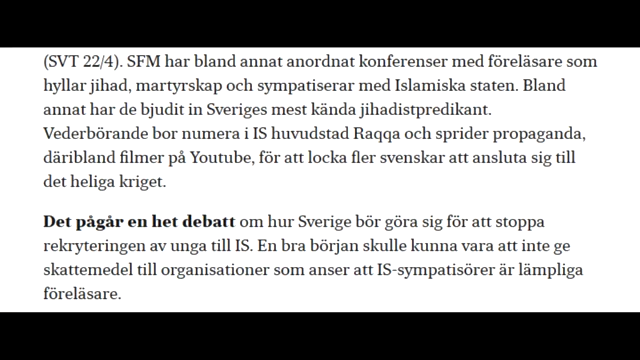 (SVT 22/4). SFM har bland annat anordnat konferenser med föreläsare som
hyllar jihad, martyrskap och sympatiserar med Islamiska staten. Bland
annat har de bjudit in Sveriges mest kända jihadistpredikant.
Vederbörande bor numera i IS huvudstad Raqqa och sprider propaganda,
däribland filmer på Youtube, för att locka fler svenskar att ansluta sig till
det heliga kriget.
Det pågår en het debatt om hur Sverige bör göra sig för att stoppa
rekryteringen av unga till IS. En bra början skulle kunna vara att inte ge
skattemedel till organisationer som anser att IS-sympatisörer är lämpliga
föreläsare.